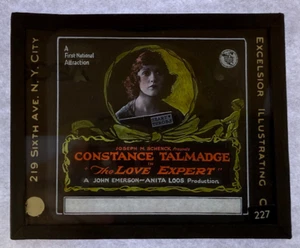 219 SIXTH AVE. N.Y. CITY
A
First National
Attraction
JOSEPH M. SCHENCK Presents
CONSTANCE TALMADGE
IN
"The LOVE EXPERT"
A JOHN EMERSON–ANITA LOOS Production
EXCELSIOR ILLUSTRATING C
227